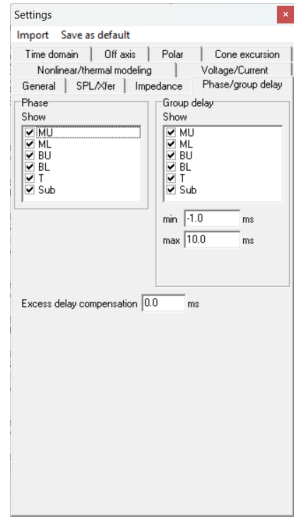 Settings
Import Save as default
Time domain Off axis Polar Cone excursion
Nonlinear/thermal modeling Voltage/Current
General SPL/Xfer Impedance Phase/group delay
Phase
Show
MU
ML
BU
BL
T
Sub
Group delay
Show
MU
ML
BU
BL
T
Sub
min -1.0 ms
max 10.0 ms
Excess delay compensation 0.0 ms